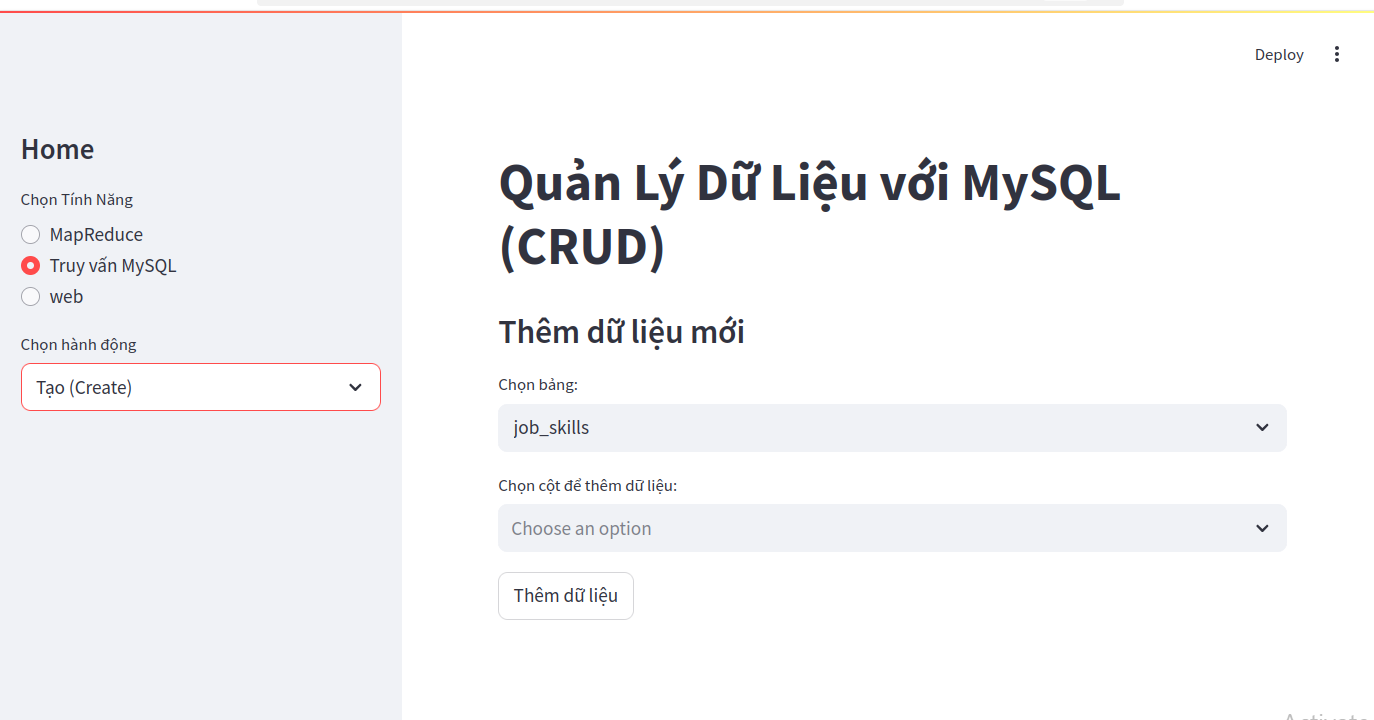 Deploy
Home
Chọn Tính Năng
MapReduce
Truy vấn MySQL
web
Chọn hành động
Tạo (Create)
Quản Lý Dữ Liệu với MySQL
(CRUD)
Thêm dữ liệu mới
Chọn bảng:
job_skills
Chọn cột để thêm dữ liệu:
Choose an option
Thêm dữ liệu
Activate